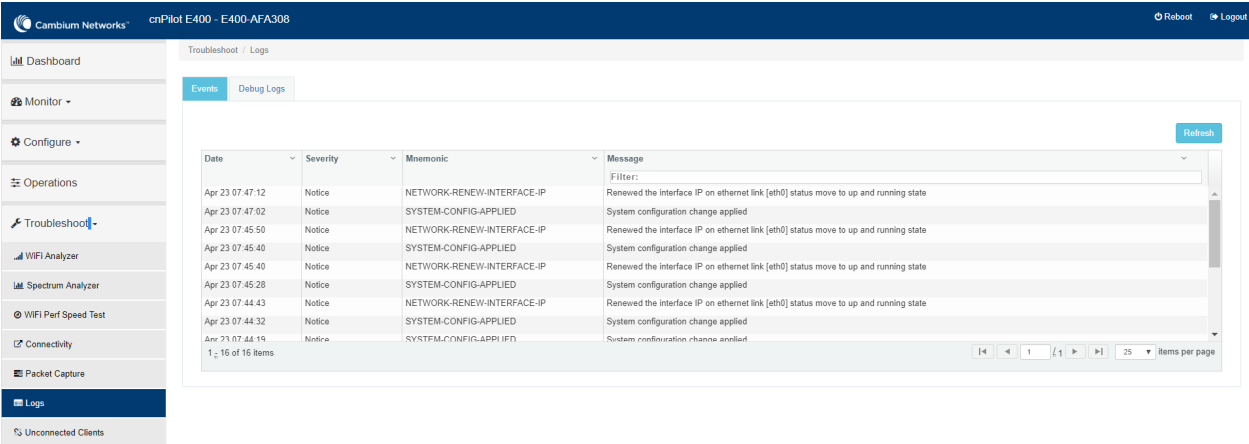 Cambium Networks™ cnPilot E400 - E400-AFA308 Reboot Logout
Troubleshoot / Logs
Dashboard
Monitor
Configure
Operations
Troubleshoot
WiFi Analyzer
Spectrum Analyzer
WiFi Perf Speed Test
Connectivity
Packet Capture
Logs
Unconnected Clients
Events Debug Logs
Refresh
Date Severity Mnemonic Message
Filter:
Apr 23 07:47:12 Notice NETWORK-RENEW-INTERFACE-IP Renewed the interface IP on ethernet link [eth0] status move to up and running state
Apr 23 07:47:02 Notice SYSTEM-CONFIG-APPLIED System configuration change applied
Apr 23 07:45:50 Notice NETWORK-RENEW-INTERFACE-IP Renewed the interface IP on ethernet link [eth0] status move to up and running state
Apr 23 07:45:40 Notice SYSTEM-CONFIG-APPLIED System configuration change applied
Apr 23 07:45:40 Notice NETWORK-RENEW-INTERFACE-IP Renewed the interface IP on ethernet link [eth0] status move to up and running state
Apr 23 07:45:28 Notice SYSTEM-CONFIG-APPLIED System configuration change applied
Apr 23 07:44:43 Notice NETWORK-RENEW-INTERFACE-IP Renewed the interface IP on ethernet link [eth0] status move to up and running state
Apr 23 07:44:32 Notice SYSTEM-CONFIG-APPLIED System configuration change applied
Apr 23 07:44:19 Notice SYSTEM-CONFIG-APPLIED System configuration change applied
1 - 16 of 16 items 1 / 1 25 items per page